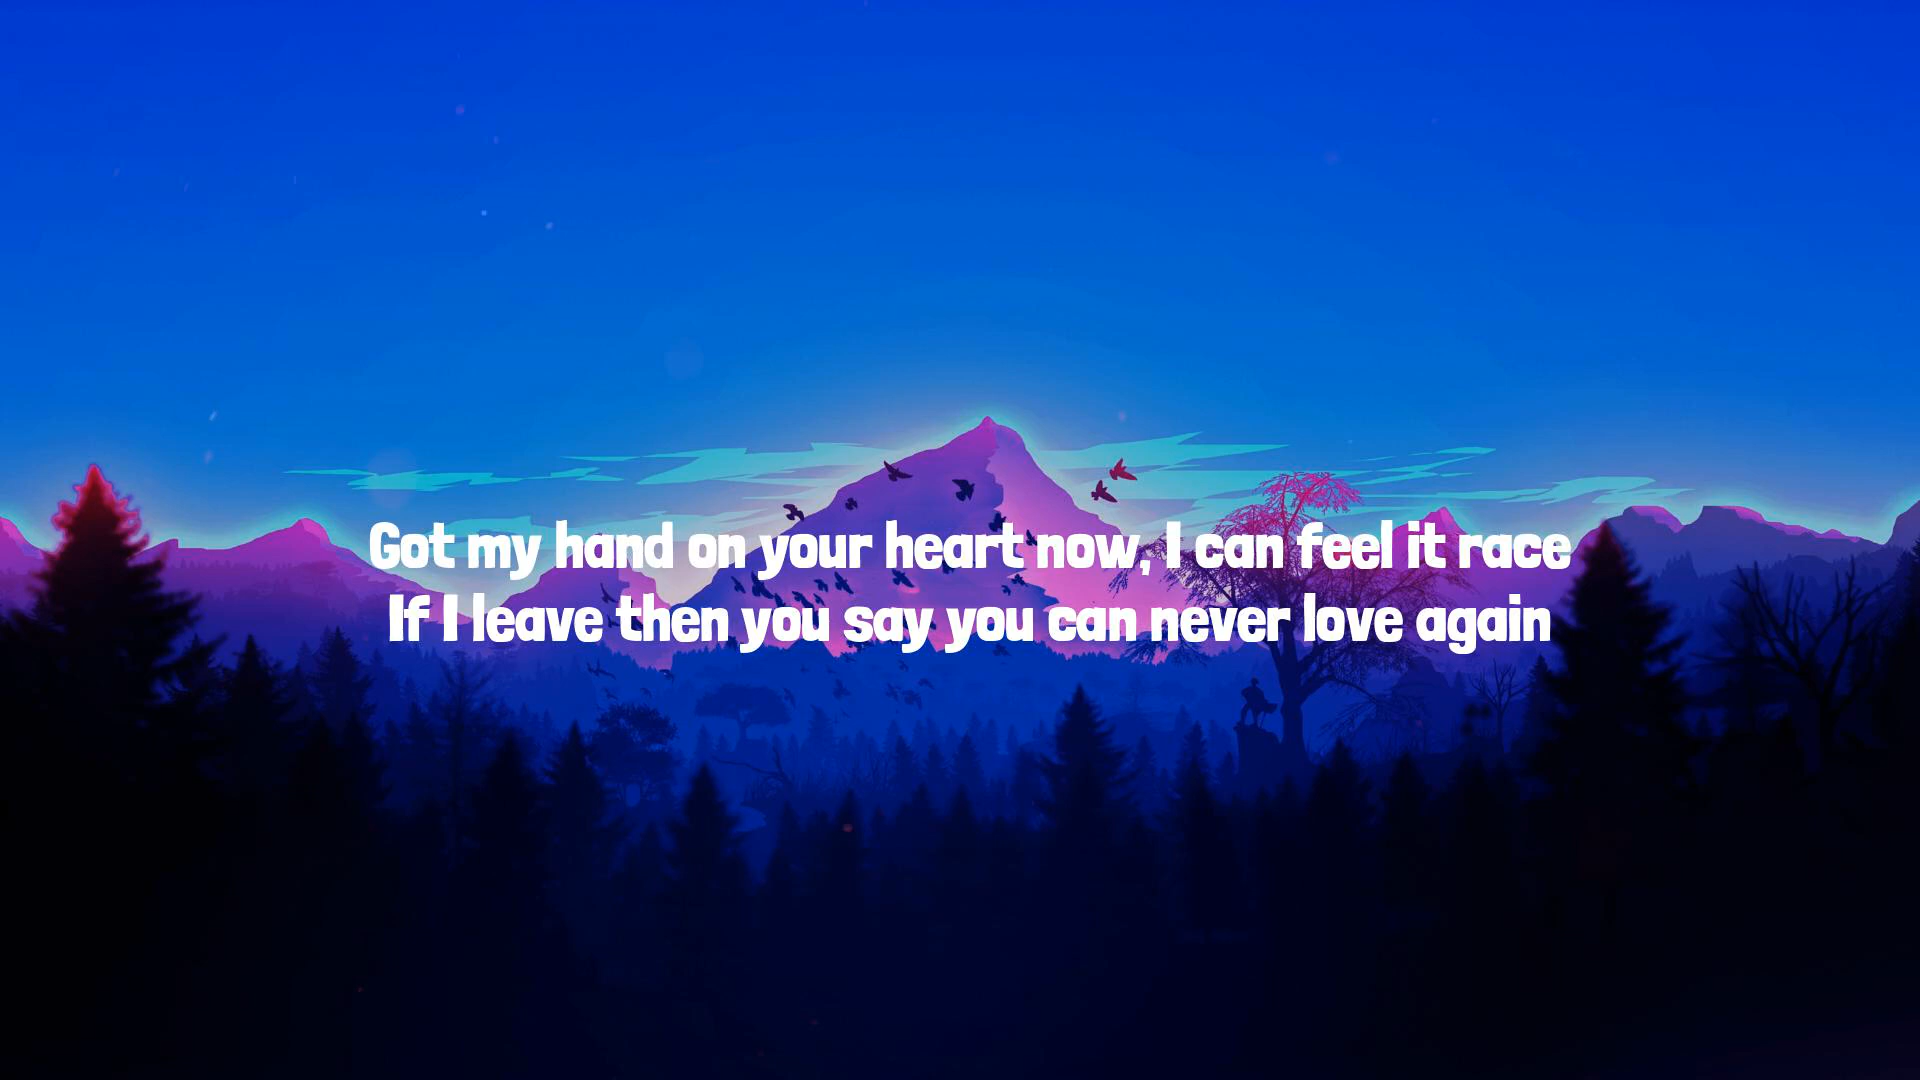 Got my hand on your heart now, I can feel it race
If I leave then you say you can never love again